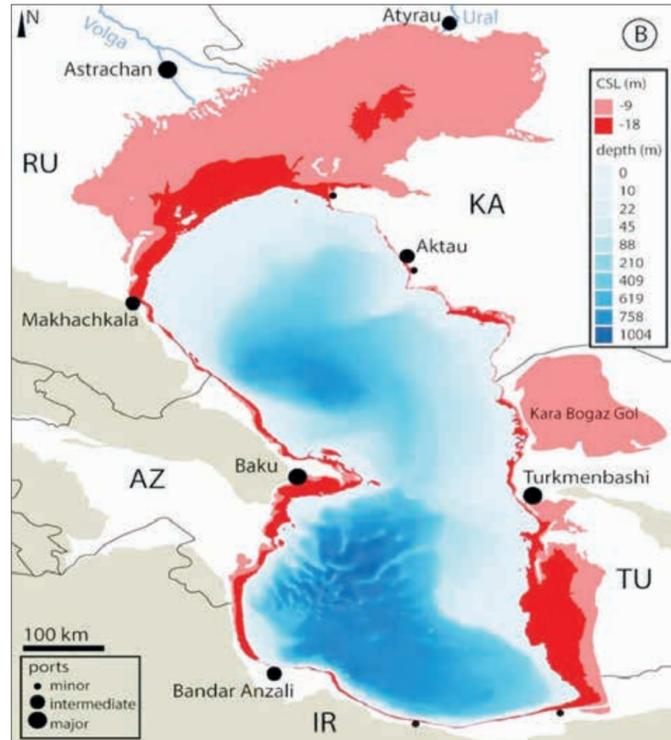 N
Atyrau
Ural
B
Volga
Astrachan
CSL (m)
-9
-18
depth (m)
0
10
22
45
88
210
409
619
758
1004
RU
KA
Aktau
Makhachkala
Kara Bogaz Gol
Baku
Turkmenbashi
AZ
TU
100 km
ports
minor
intermediate
major
Bandar Anzali
IR